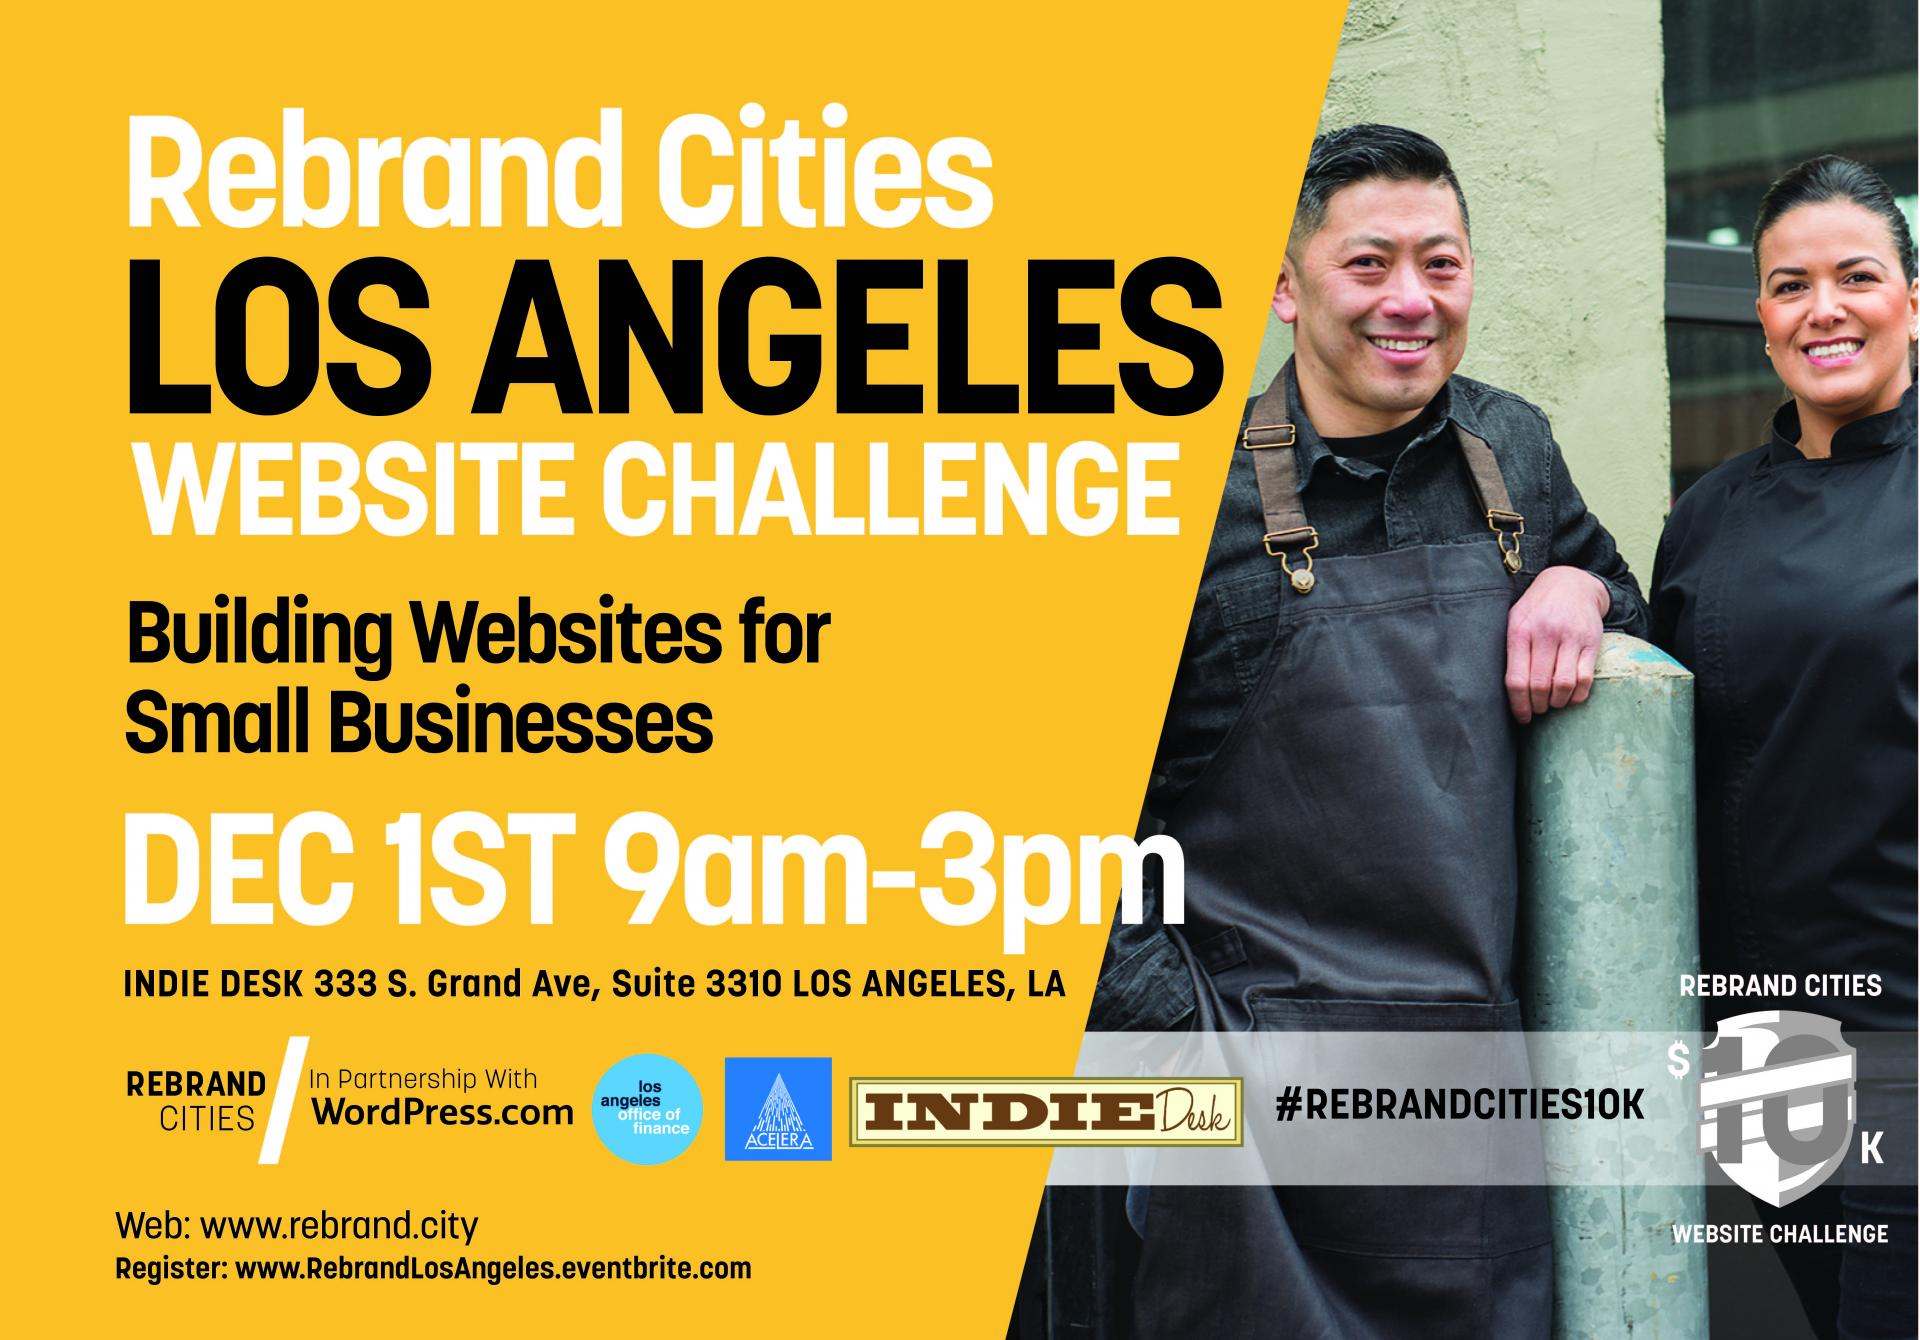 Rebrand Cities
LOS ANGELES
WEBSITE CHALLENGE
Building Websites for
Small Businesses
DEC 1ST 9am-3pm
INDIE DESK 333 S. Grand Ave, Suite 3310 LOS ANGELES, LA
REBRAND
CITIES
In Partnership With
WordPress.com
los
angeles
office of
finance
ACELERA
INDIE Desk
#REBRANDCITIES10K
REBRAND CITIES
$10K
WEBSITE CHALLENGE
Web: www.rebrand.city
Register: www.RebrandLosAngeles.eventbrite.com